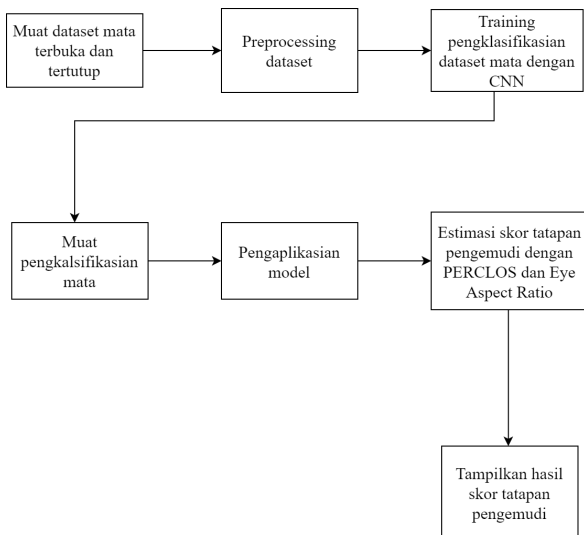 Muat dataset mata
terbuka dan
tertutup
Preprocessing
dataset
Training
pengklasifikasian
dataset mata dengan
CNN
Muat
pengkalsifikasian
mata
Pengaplikasian
model
Estimasi skor tatapan
pengemudi dengan
PERCLOS dan Eye
Aspect Ratio
Tampilkan hasil
skor tatapan
pengemudi